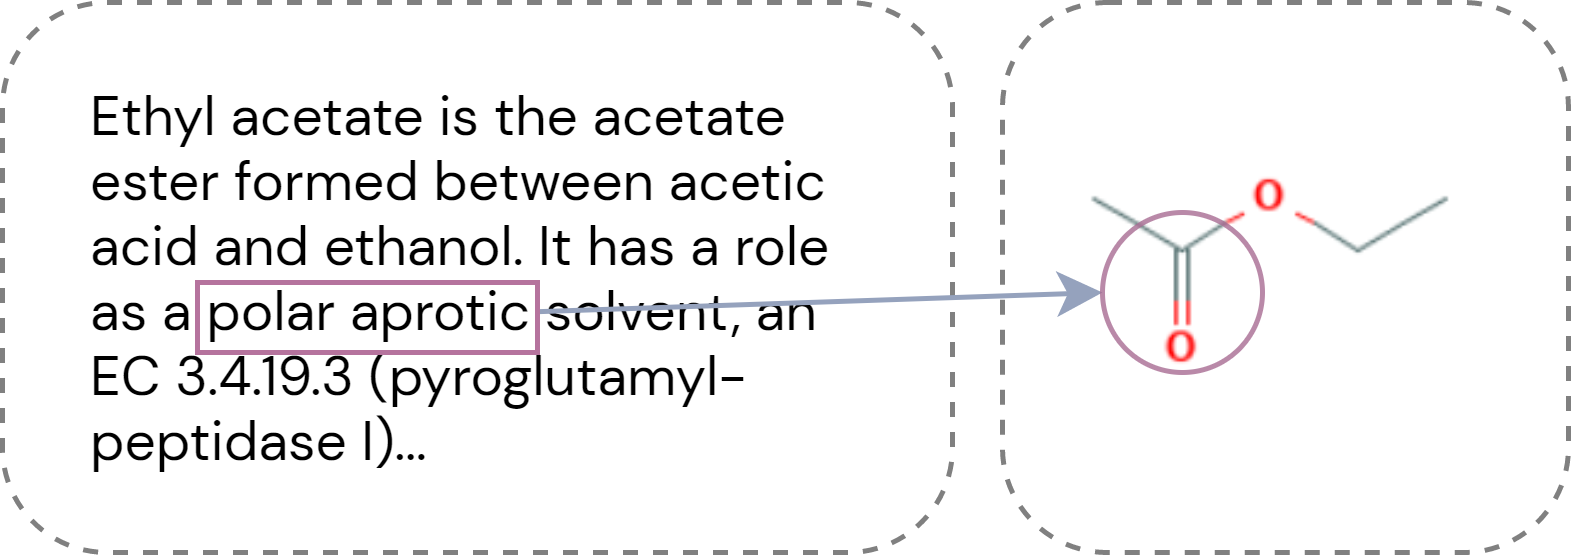 Ethyl acetate is the acetate
ester formed between acetic
acid and ethanol. It has a role
as a polar aprotic solvent, an
EC 3.4.19.3 (pyroglutamyl-
peptidase I)...
O
O